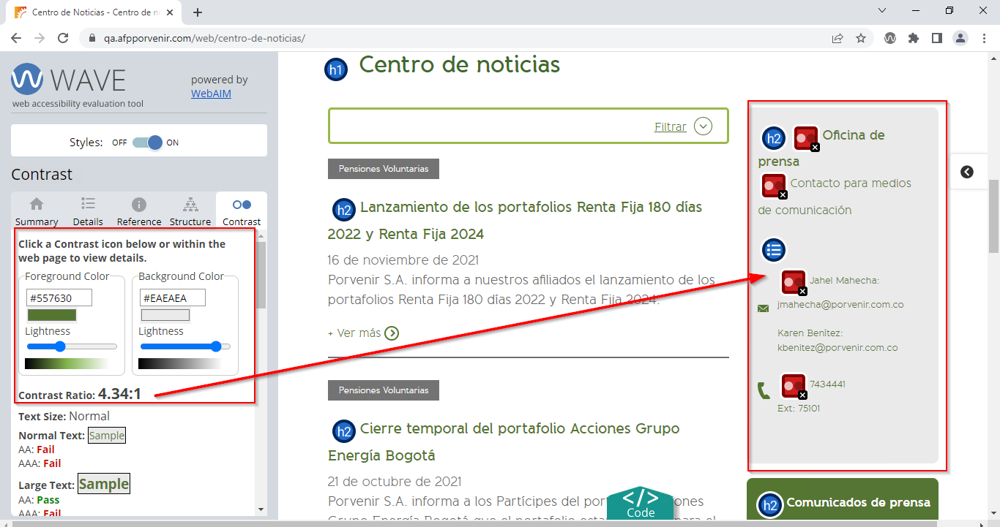 Centro de Noticias - Centro de n
qa.afpporvenir.com/web/centro-de-noticias/
WAVE
web accessibility evaluation tool
powered by
WebAIM
Styles: OFF ON
Contrast
Summary Details Reference Structure Contrast
Click a Contrast icon below or within the
web page to view details.
Foreground Color Background Color
#557630 #EAEAEA
Lightness Lightness
Contrast Ratio: 4.34:1
Text Size: Normal
Normal Text: Sample
AA: Fail
AAA: Fail
Large Text: Sample
AA: Pass
AAA: Fail
h1 Centro de noticias
Filtrar
Pensiones Voluntarias
h2 Lanzamiento de los portafolios Renta Fija 180 días
2022 y Renta Fija 2024
16 de noviembre de 2021
Porvenir S.A. informa a nuestros afiliados el lanzamiento de los
portafolios Renta Fija 180 días 2022 y Renta Fija 2024.
+ Ver más
Pensiones Voluntarias
h2 Cierre temporal del portafolio Acciones Grupo
Energía Bogotá
21 de octubre de 2021
Porvenir S.A. informa a los Partícipes del
Grupo Energía Bogotá que el portafolio
para el
</> Code
h2 Oficina de
prensa
Contacto para medios
de comunicación
Jahel Mahecha:
jmahecha@porvenir.com.co
Karen Benítez:
kbenitez@porvenir.com.co
7434441
Ext: 75101
h2 Comunicados de prensa